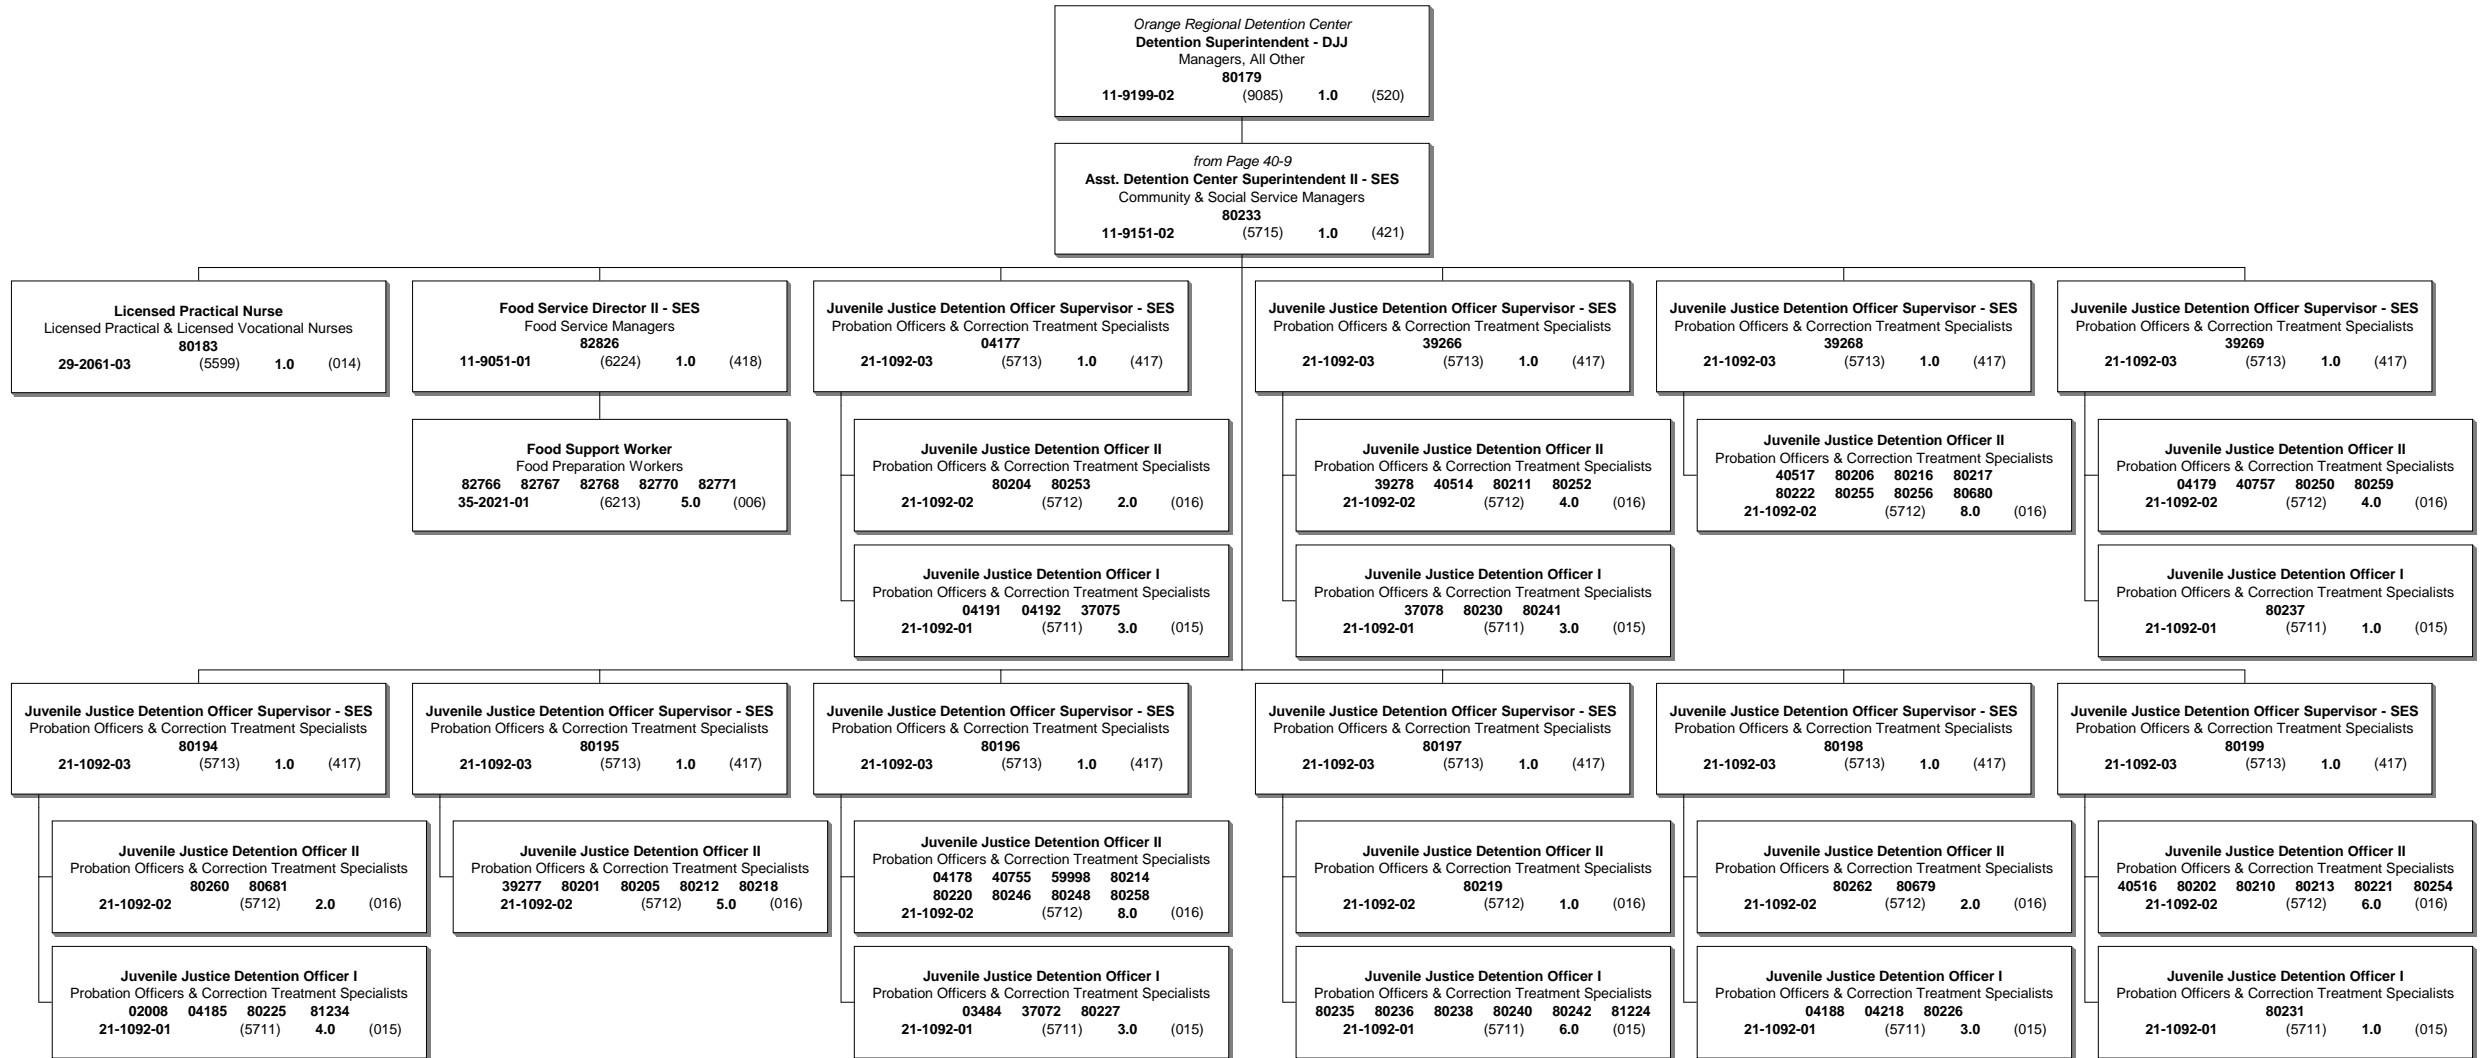 Orange Regional Detention Center
Detention Superintendent - DJJ
Managers, All Other
80179
11-9199-02 (9085) 1.0 (520)
from Page 40-9
Asst. Detention Center Superintendent II - SES
Community & Social Service Managers
80233
11-9151-02 (5715) 1.0 (421)
Licensed Practical Nurse
Licensed Practical & Licensed Vocational Nurses
80183
29-2061-03 (5599) 1.0 (014)
Food Service Director II - SES
Food Service Managers
82826
11-9051-01 (6224) 1.0 (418)
Food Support Worker
Food Preparation Workers
82766 82767 82768 82770 82771
35-2021-01 (6213) 5.0 (006)
Juvenile Justice Detention Officer Supervisor - SES
Probation Officers & Correction Treatment Specialists
04177
21-1092-03 (5713) 1.0 (417)
Juvenile Justice Detention Officer II
Probation Officers & Correction Treatment Specialists
80204 80253
21-1092-02 (5712) 2.0 (016)
Juvenile Justice Detention Officer I
Probation Officers & Correction Treatment Specialists
04191 04192 37075
21-1092-01 (5711) 3.0 (015)
Juvenile Justice Detention Officer Supervisor - SES
Probation Officers & Correction Treatment Specialists
39266
21-1092-03 (5713) 1.0 (417)
Juvenile Justice Detention Officer II
Probation Officers & Correction Treatment Specialists
39278 40514 80211 80252
21-1092-02 (5712) 4.0 (016)
Juvenile Justice Detention Officer I
Probation Officers & Correction Treatment Specialists
37078 80230 80241
21-1092-01 (5711) 3.0 (015)
Juvenile Justice Detention Officer Supervisor - SES
Probation Officers & Correction Treatment Specialists
39268
21-1092-03 (5713) 1.0 (417)
Juvenile Justice Detention Officer II
Probation Officers & Correction Treatment Specialists
40517 80206 80216 80217
80222 80255 80256 80680
21-1092-02 (5712) 8.0 (016)
Juvenile Justice Detention Officer Supervisor - SES
Probation Officers & Correction Treatment Specialists
39269
21-1092-03 (5713) 1.0 (417)
Juvenile Justice Detention Officer II
Probation Officers & Correction Treatment Specialists
04179 40757 80250 80259
21-1092-02 (5712) 4.0 (016)
Juvenile Justice Detention Officer I
Probation Officers & Correction Treatment Specialists
80237
21-1092-01 (5711) 1.0 (015)
Juvenile Justice Detention Officer Supervisor - SES
Probation Officers & Correction Treatment Specialists
80194
21-1092-03 (5713) 1.0 (417)
Juvenile Justice Detention Officer II
Probation Officers & Correction Treatment Specialists
80260 80681
21-1092-02 (5712) 2.0 (016)
Juvenile Justice Detention Officer I
Probation Officers & Correction Treatment Specialists
02008 04185 80225 81234
21-1092-01 (5711) 4.0 (015)
Juvenile Justice Detention Officer Supervisor - SES
Probation Officers & Correction Treatment Specialists
80195
21-1092-03 (5713) 1.0 (417)
Juvenile Justice Detention Officer II
Probation Officers & Correction Treatment Specialists
39277 80201 80205 80212 80218
21-1092-02 (5712) 5.0 (016)
Juvenile Justice Detention Officer Supervisor - SES
Probation Officers & Correction Treatment Specialists
80196
21-1092-03 (5713) 1.0 (417)
Juvenile Justice Detention Officer II
Probation Officers & Correction Treatment Specialists
04178 40755 59998 80214
80220 80246 80248 80258
21-1092-02 (5712) 8.0 (016)
Juvenile Justice Detention Officer I
Probation Officers & Correction Treatment Specialists
03484 37072 80227
21-1092-01 (5711) 3.0 (015)
Juvenile Justice Detention Officer Supervisor - SES
Probation Officers & Correction Treatment Specialists
80197
21-1092-03 (5713) 1.0 (417)
Juvenile Justice Detention Officer II
Probation Officers & Correction Treatment Specialists
80219
21-1092-02 (5712) 1.0 (016)
Juvenile Justice Detention Officer I
Probation Officers & Correction Treatment Specialists
80235 80236 80238 80240 80242 81224
21-1092-01 (5711) 6.0 (015)
Juvenile Justice Detention Officer Supervisor - SES
Probation Officers & Correction Treatment Specialists
80198
21-1092-03 (5713) 1.0 (417)
Juvenile Justice Detention Officer II
Probation Officers & Correction Treatment Specialists
80262 80679
21-1092-02 (5712) 2.0 (016)
Juvenile Justice Detention Officer I
Probation Officers & Correction Treatment Specialists
04188 04218 80226
21-1092-01 (5711) 3.0 (015)
Juvenile Justice Detention Officer Supervisor - SES
Probation Officers & Correction Treatment Specialists
80199
21-1092-03 (5713) 1.0 (417)
Juvenile Justice Detention Officer II
Probation Officers & Correction Treatment Specialists
40516 80202 80210 80213 80221 80254
21-1092-02 (5712) 6.0 (016)
Juvenile Justice Detention Officer I
Probation Officers & Correction Treatment Specialists
80231
21-1092-01 (5711) 1.0 (015)